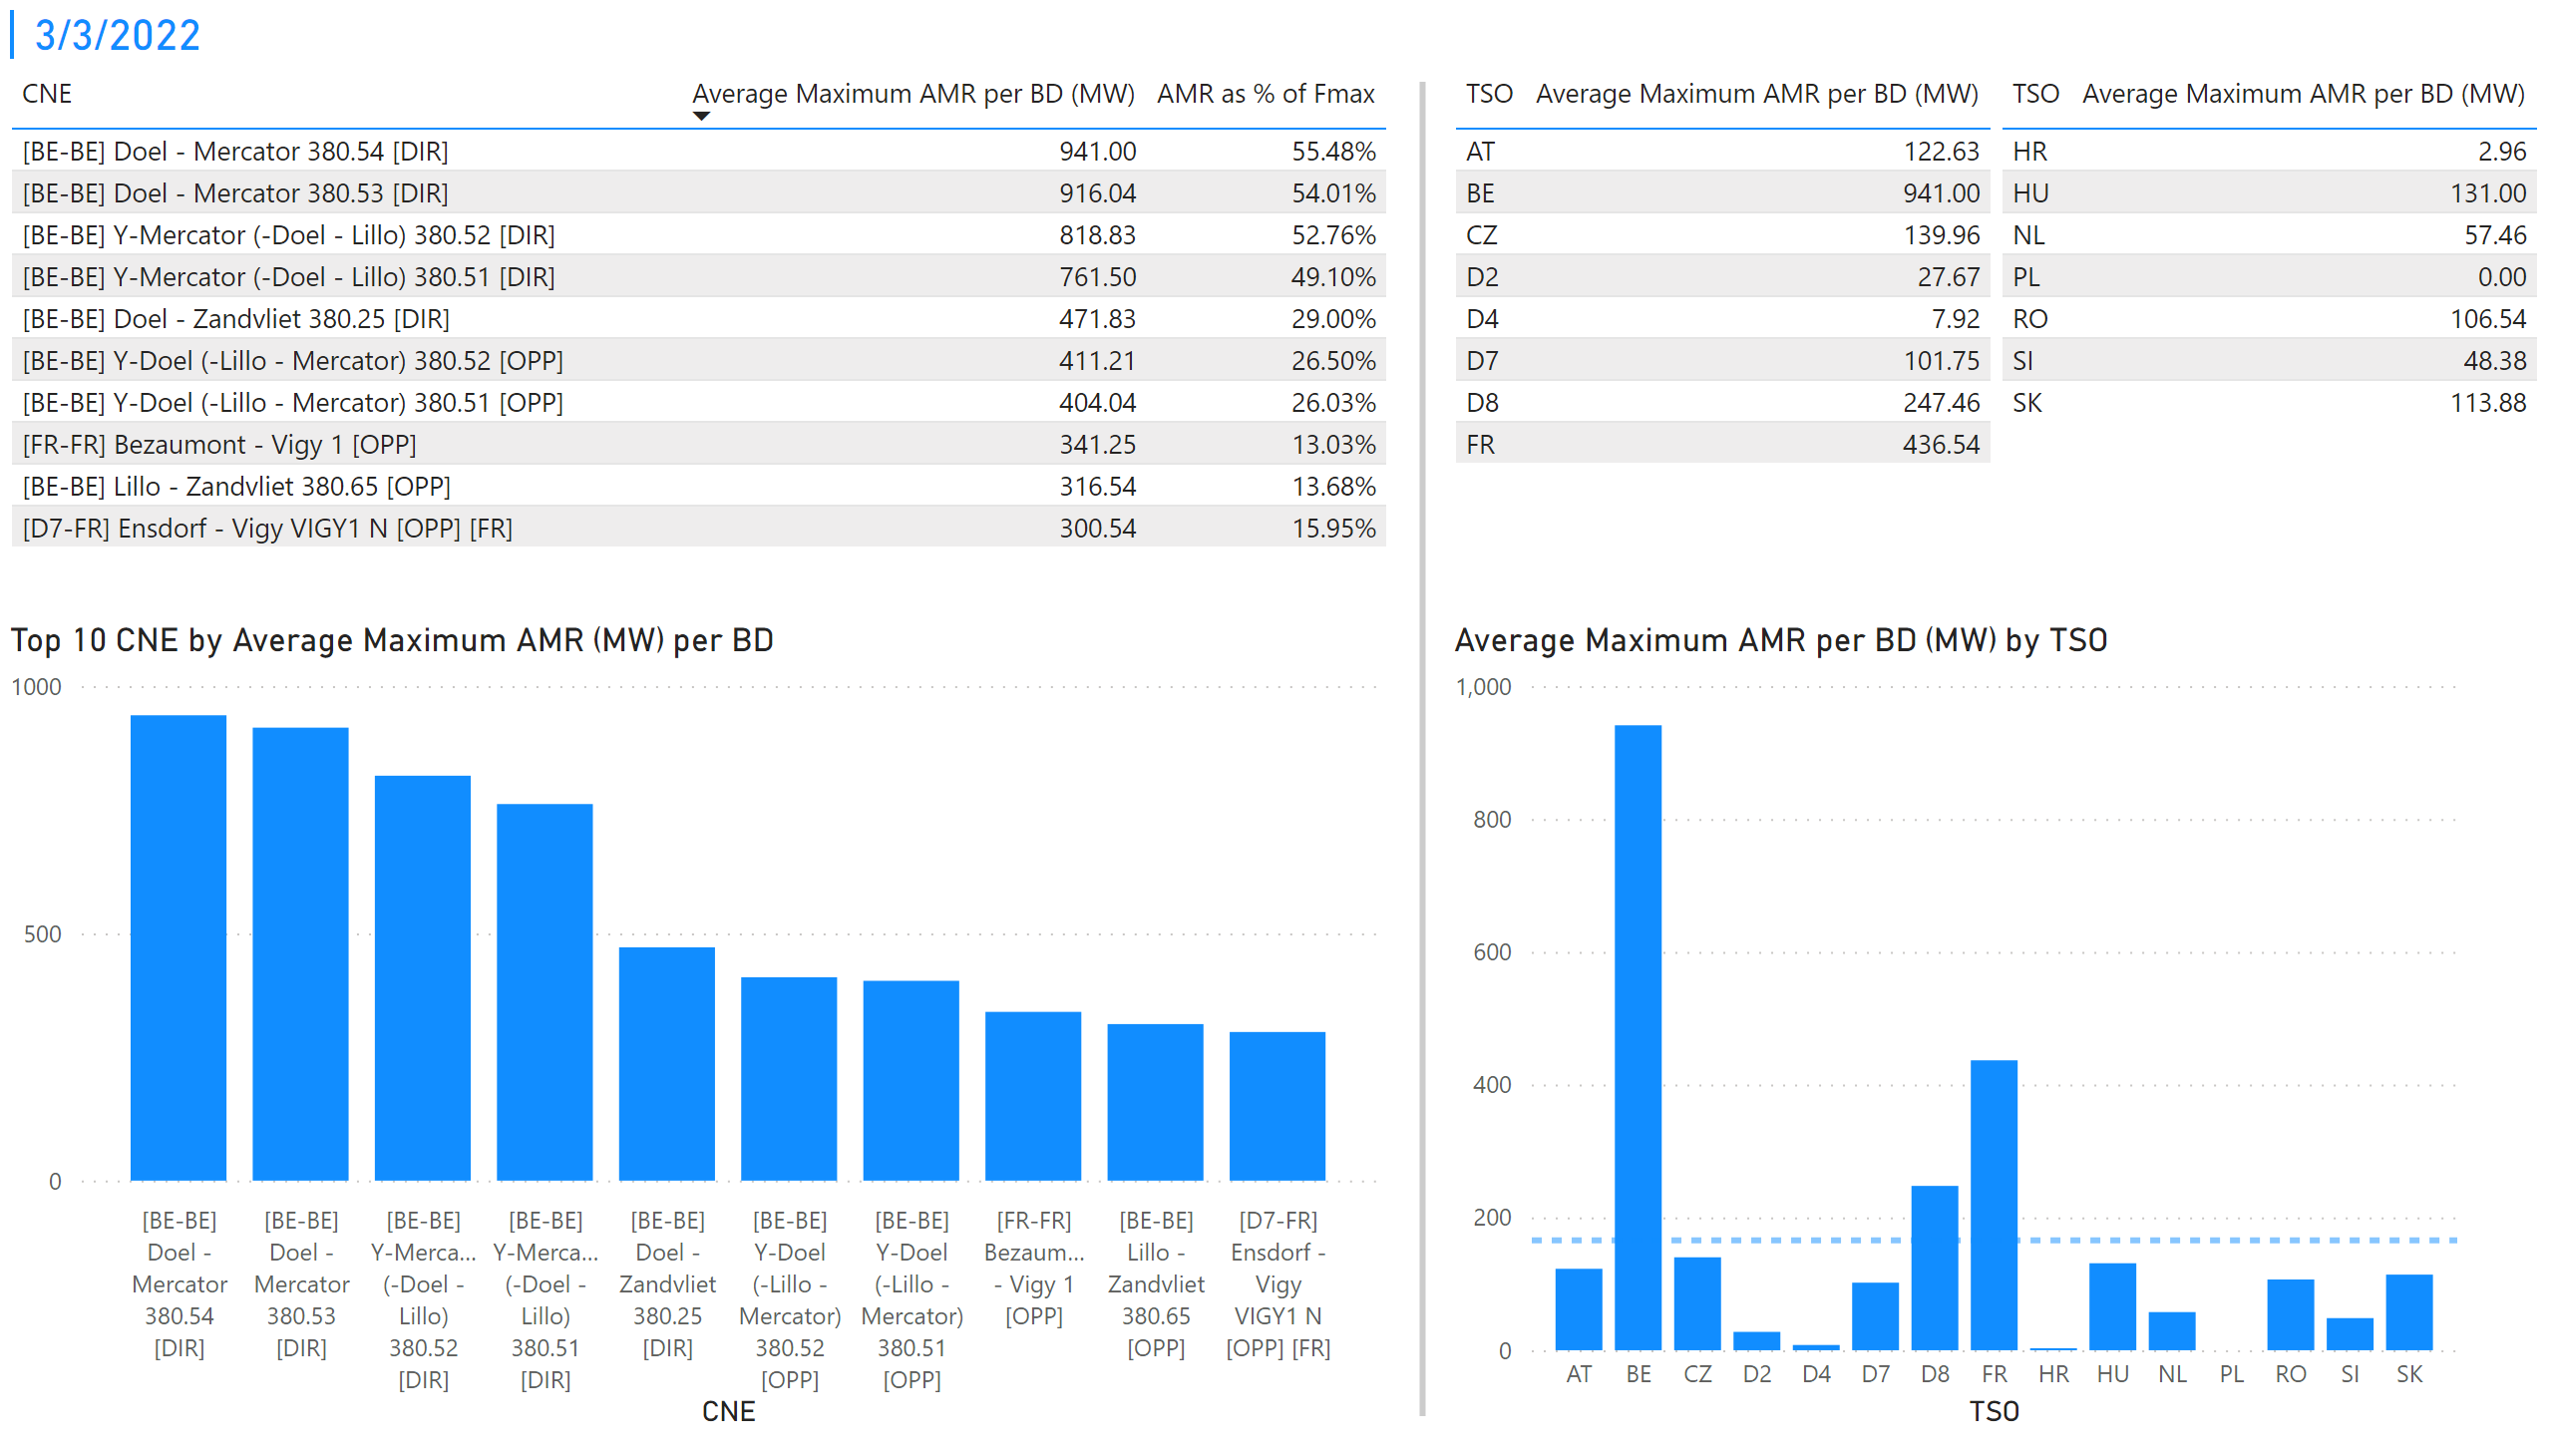 3/3/2022
CNE Average Maximum AMR per BD (MW) AMR as % of Fmax
[BE-BE] Doel - Mercator 380.54 [DIR] 941.00 55.48%
[BE-BE] Doel - Mercator 380.53 [DIR] 916.04 54.01%
[BE-BE] Y-Mercator (-Doel - Lillo) 380.52 [DIR] 818.83 52.76%
[BE-BE] Y-Mercator (-Doel - Lillo) 380.51 [DIR] 761.50 49.10%
[BE-BE] Doel - Zandvliet 380.25 [DIR] 471.83 29.00%
[BE-BE] Y-Doel (-Lillo - Mercator) 380.52 [OPP] 411.21 26.50%
[BE-BE] Y-Doel (-Lillo - Mercator) 380.51 [OPP] 404.04 26.03%
[FR-FR] Bezaumont - Vigy 1 [OPP] 341.25 13.03%
[BE-BE] Lillo - Zandvliet 380.65 [OPP] 316.54 13.68%
[D7-FR] Ensdorf - Vigy VIGY1 N [OPP] [FR] 300.54 15.95%
TSO Average Maximum AMR per BD (MW)
AT 122.63
BE 941.00
CZ 139.96
D2 27.67
D4 7.92
D7 101.75
D8 247.46
FR 436.54
TSO Average Maximum AMR per BD (MW)
HR 2.96
HU 131.00
NL 57.46
PL 0.00
RO 106.54
SI 48.38
SK 113.88
Top 10 CNE by Average Maximum AMR (MW) per BD
1000
500
0
[BE-BE]
Doel -
Mercator
380.54
[DIR]
[BE-BE]
Doel -
Mercator
380.53
[DIR]
[BE-BE]
Y-Merca...
(-Doel -
Lillo)
380.52
[DIR]
[BE-BE]
Y-Merca...
(-Doel -
Lillo)
380.51
[DIR]
[BE-BE]
Doel -
Zandvliet
380.25
[DIR]
[BE-BE]
Y-Doel
(-Lillo -
Mercator)
380.52
[OPP]
[BE-BE]
Y-Doel
(-Lillo -
Mercator)
380.51
[OPP]
[FR-FR]
Bezaum...
- Vigy 1
[OPP]
[BE-BE]
Lillo -
Zandvliet
380.65
[OPP]
[D7-FR]
Ensdorf -
Vigy
VIGY1 N
[OPP] [FR]
CNE
Average Maximum AMR per BD (MW) by TSO
1,000
800
600
400
200
0
AT BE CZ D2 D4 D7 D8 FR HR HU NL PL RO SI SK
TSO